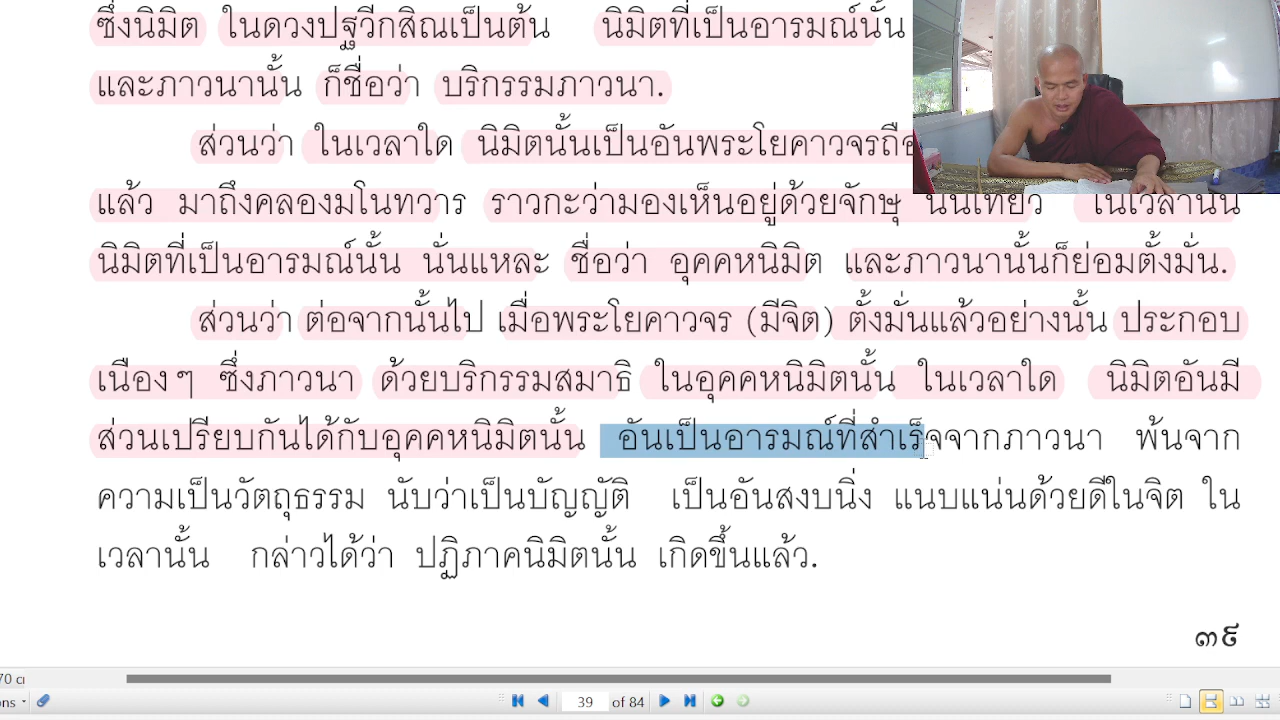 ซึ่งนิมิต ในดวงปฐวีกสิณเป็นต้น นิมิตที่เป็นอารมณ์นั้น
และภาวนานั้น ก็ชื่อว่า บริกรรมภาวนา.
ส่วนว่า ในเวลาใด นิมิตนั้นเป็นอันพระโยคาวจรถือ
แล้ว มาถึงคลองมโนทวาร ราวกะว่ามองเห็นอยู่ด้วยจักษุ นั่นเทียว ในเวลานั้น
นิมิตที่เป็นอารมณ์นั้น นั่นแหละ ชื่อว่า อุคคหนิมิต และภาวนานั้นก็ย่อมตั้งมั่น.
ส่วนว่า ต่อจากนั้นไป เมื่อพระโยคาวจร (มีจิต) ตั้งมั่นแล้วอย่างนั้น ประกอบ
เนืองๆ ซึ่งภาวนา ด้วยบริกรรมสมาธิ ในอุคคหนิมิตนั้น ในเวลาใด นิมิตอันมี
ส่วนเปรียบกันได้กับอุคคหนิมิตนั้น อันเป็นอารมณ์ที่สำเร็จจากภาวนา พ้นจาก
ความเป็นวัตถุธรรม นับว่าเป็นบัญญัติ เป็นอันสงบนิ่ง แนบแน่นด้วยดีในจิต ใน
เวลานั้น กล่าวได้ว่า ปฏิภาคนิมิตนั้น เกิดขึ้นแล้ว.
๓๙
39 of 84